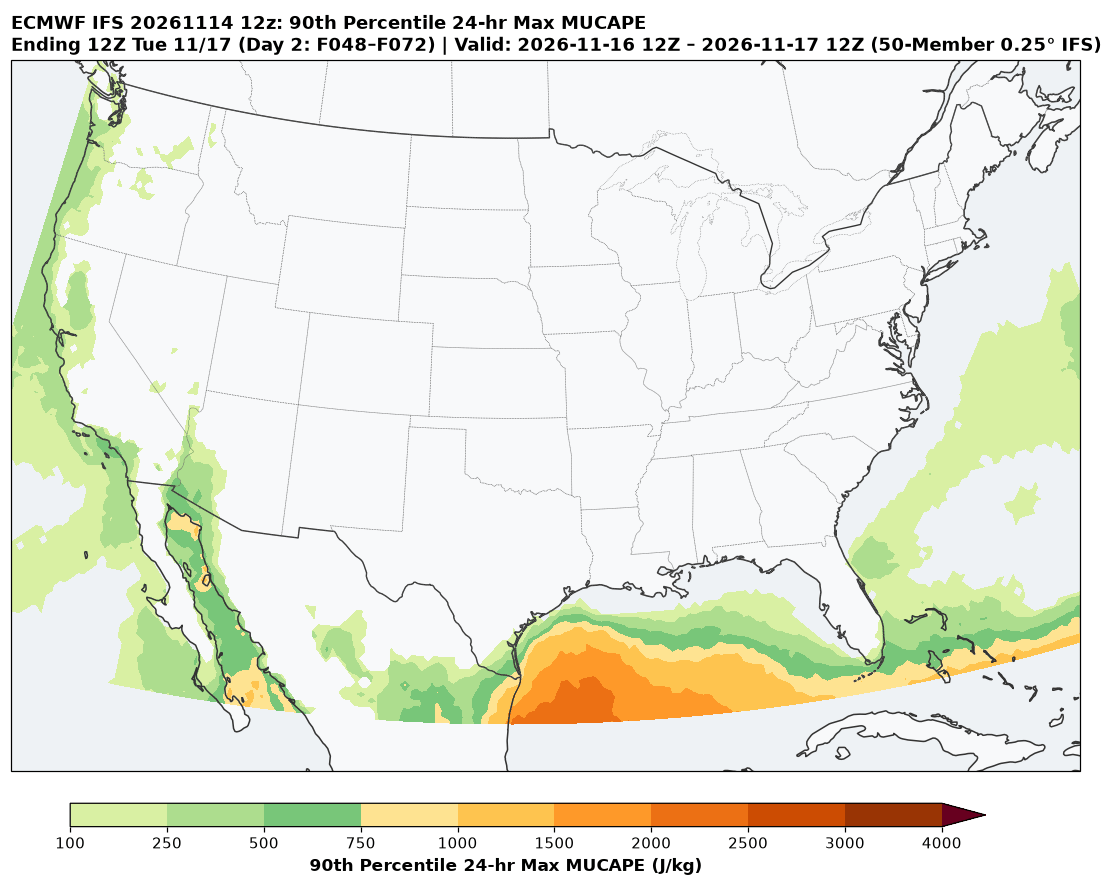 ECMWF IFS 20261114 12z: 90th Percentile 24-hr Max MUCAPE
Ending 12Z Tue 11/17 (Day 2: F048–F072) | Valid: 2026-11-16 12Z – 2026-11-17 12Z (50-Member 0.25° IFS)
100 250 500 750 1000 1500 2000 2500 3000 4000
90th Percentile 24-hr Max MUCAPE (J/kg)